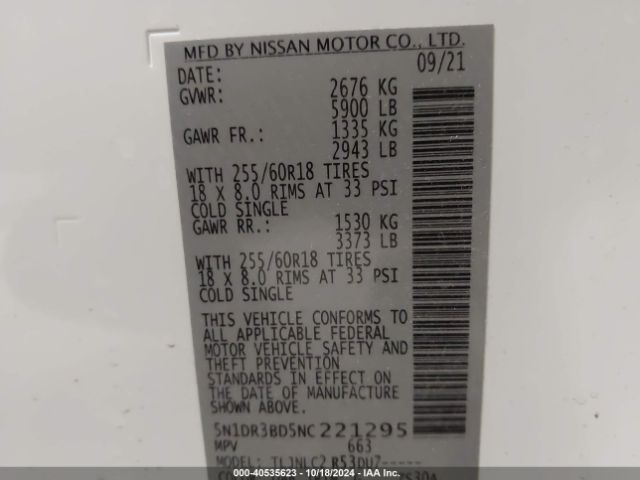 MFD BY NISSAN MOTOR CO., LTD.
DATE: 09/21
GVWR: 2676 KG
5900 LB
GAWR FR.: 1335 KG
2943 LB
WITH 255/60R18 TIRES
18 X 8.0 RIMS AT 33 PSI
COLD SINGLE
GAWR RR.: 1530 KG
3373 LB
WITH 255/60R18 TIRES
18 X 8.0 RIMS AT 33 PSI
COLD SINGLE
THIS VEHICLE CONFORMS TO
ALL APPLICABLE FEDERAL
MOTOR VEHICLE SAFETY AND
THEFT PREVENTION
STANDARDS IN EFFECT ON
THE DATE OF MANUFACTURE
SHOWN ABOVE.
5N1DR3BD5NC221295
MPV 663
MODEL:
© 40535623 - 10/18/2024 - IAA Inc.